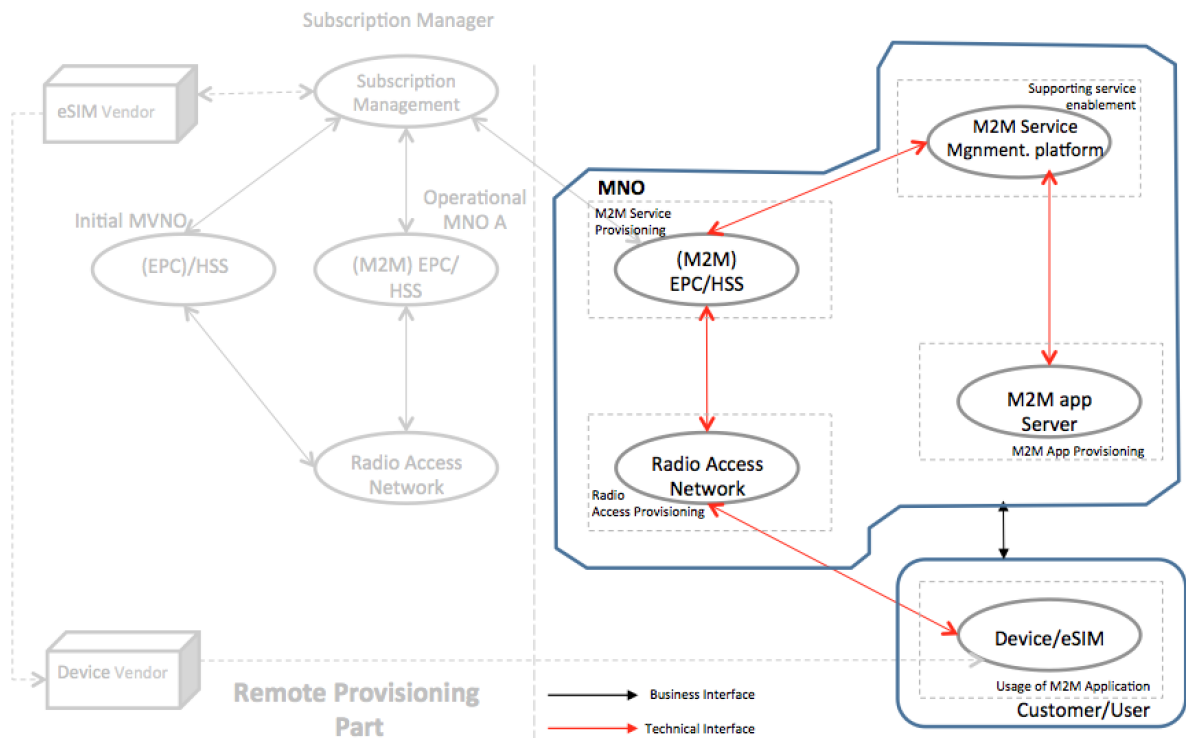 Subscription Manager
eSIM Vendor
Subscription
Management
Supporting service
enablement
M2M Service
Mgnment. platform
Initial MVNO
Operational
MNO A
MNO
M2M Service
Provisioning
(EPC)/HSS
(M2M) EPC/
HSS
(M2M)
EPC/HSS
M2M app
Server
M2M App Provisioning
Radio Access
Network
Radio Access
Network
Radio
Access Provisioning
Device/eSIM
Usage of M2M Application
Customer/User
Device Vendor
Remote Provisioning
Part
Business Interface
Technical Interface